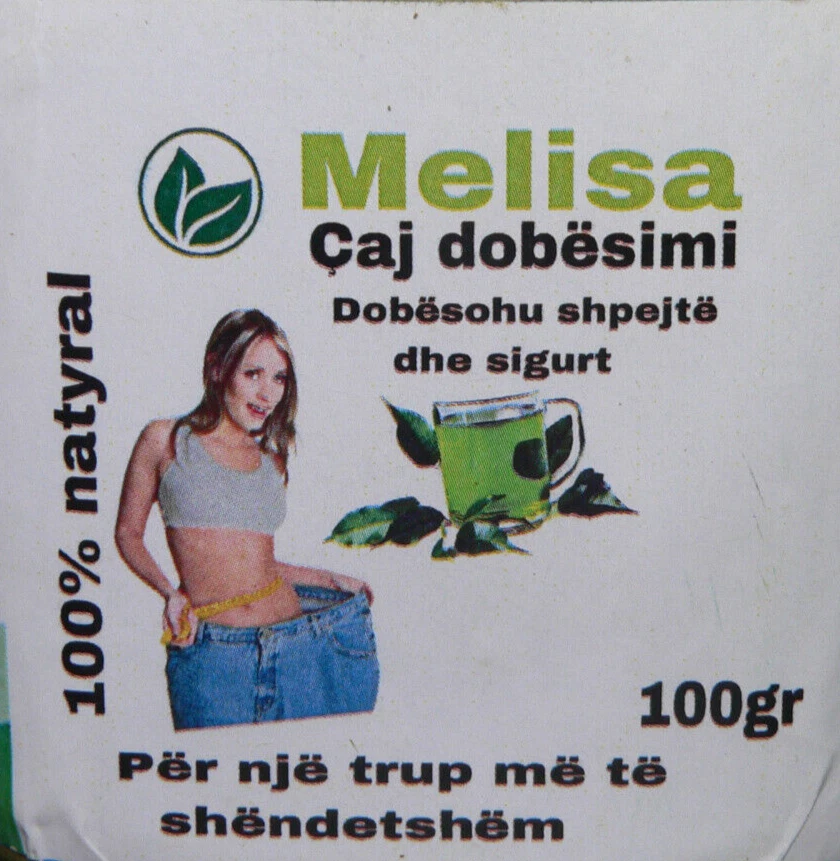 Melisa
Çaj dobësimi
Dobësohu shpejtë
dhe sigurt
100% natyral
100gr
Për një trup më të
shëndetshëm